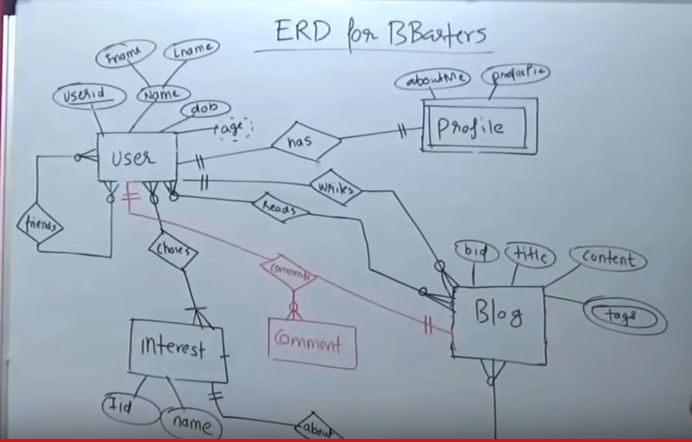 ERD for BBarters
Fname
Lname
userid
Name
dob
age
aboutMe
profilePic
User
has
Profile
writes
reads
friends
choses
comments
bid
title
content
Blog
tags
Interest
Comment
Iid
name
about